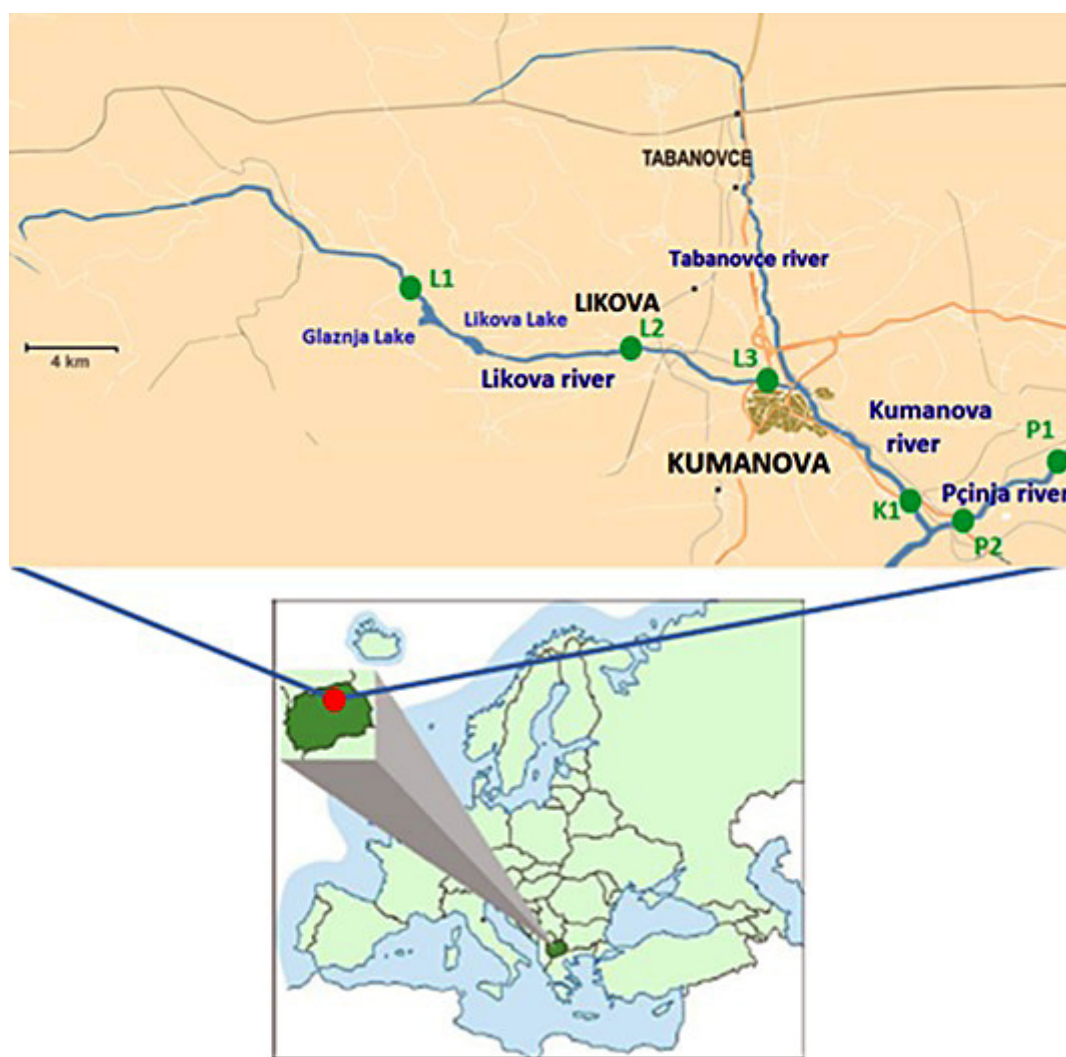 TABANOVCE
Tabanovce river
L1
LIKOVA
Likova Lake
Glaznja Lake
L2
4 km
Likova river
L3
Kumanova
river
P1
KUMANOVA
Pçinja river
K1
P2